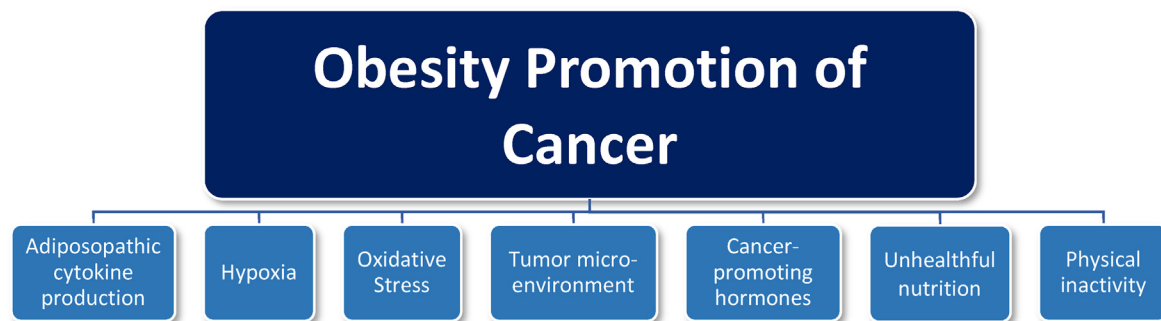 Obesity Promotion of
Cancer
Adiposopathic
cytokine
production
Hypoxia
Oxidative
Stress
Tumor micro-
environment
Cancer-
promoting
hormones
Unhealthful
nutrition
Physical
inactivity